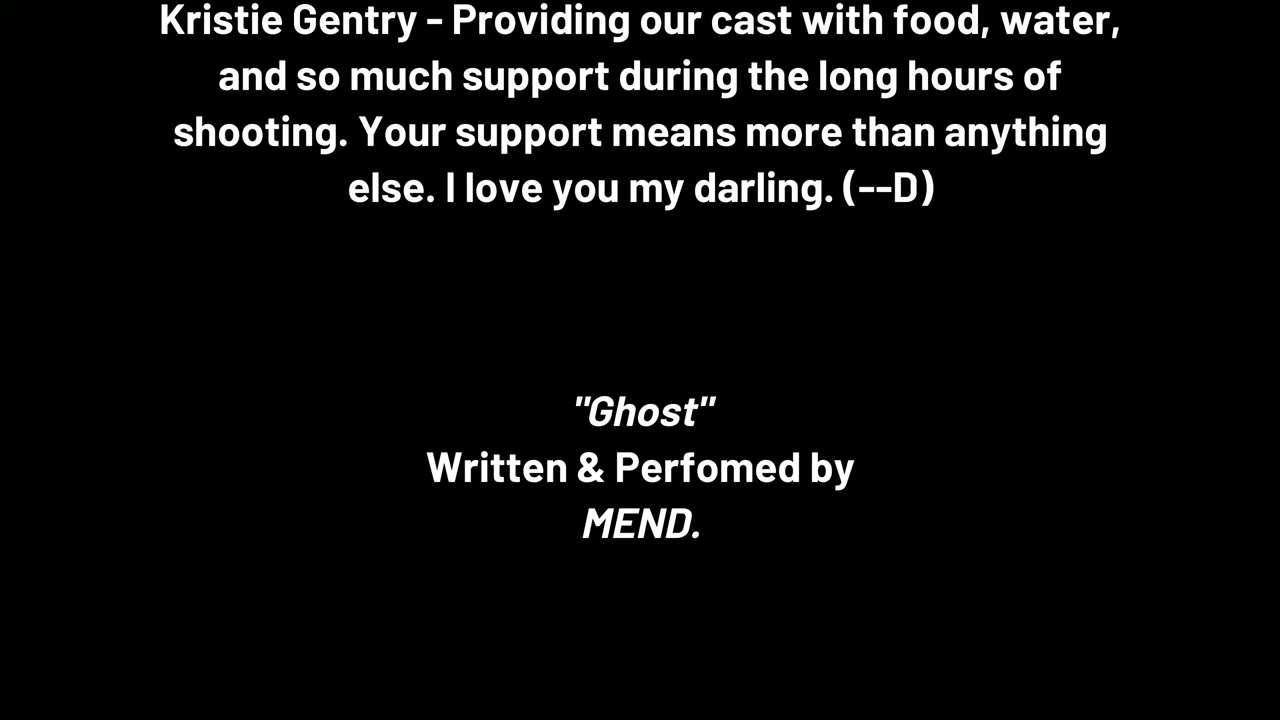 Kristie Gentry - Providing our cast with food, water,
and so much support during the long hours of
shooting. Your support means more than anything
else. I love you my darling. (--D)
"Ghost"
Written & Perfomed by
MEND.